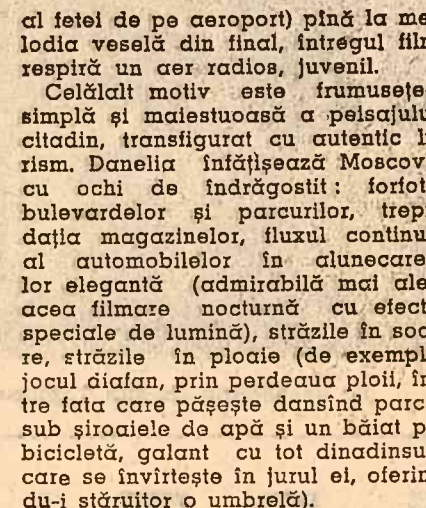 al fetei de pe aeroport) pînă la me
lodia veselă din final, întregul film
respiră un aer radios, juvenil.
Celălalt motiv este frumusețe
simplă și maiestuoasă a peisajulu
citadin, transfigurat cu autentic li
rism. Danelia înfățișează Moscov
cu ochi de îndrăgostit : forfot
bulevardelor și parcurilor, trepi
dația magazinelor, fluxul continu
al automobilelor în alunecare
lor elegantă (admirabilă mai ale
acea filmare nocturnă cu efect
speciale de lumină), străzile în soa
re, străzile în ploaie (de exempl
jocul diafan, prin perdeaua ploii, în
tre fata care pășește dansînd parc
sub șiroaiele de apă și un băiat p
bicicletă, galant cu tot dinadinsu
care se învîrtește în jurul ei, oferin
du-i stăruitor o umbrelă).